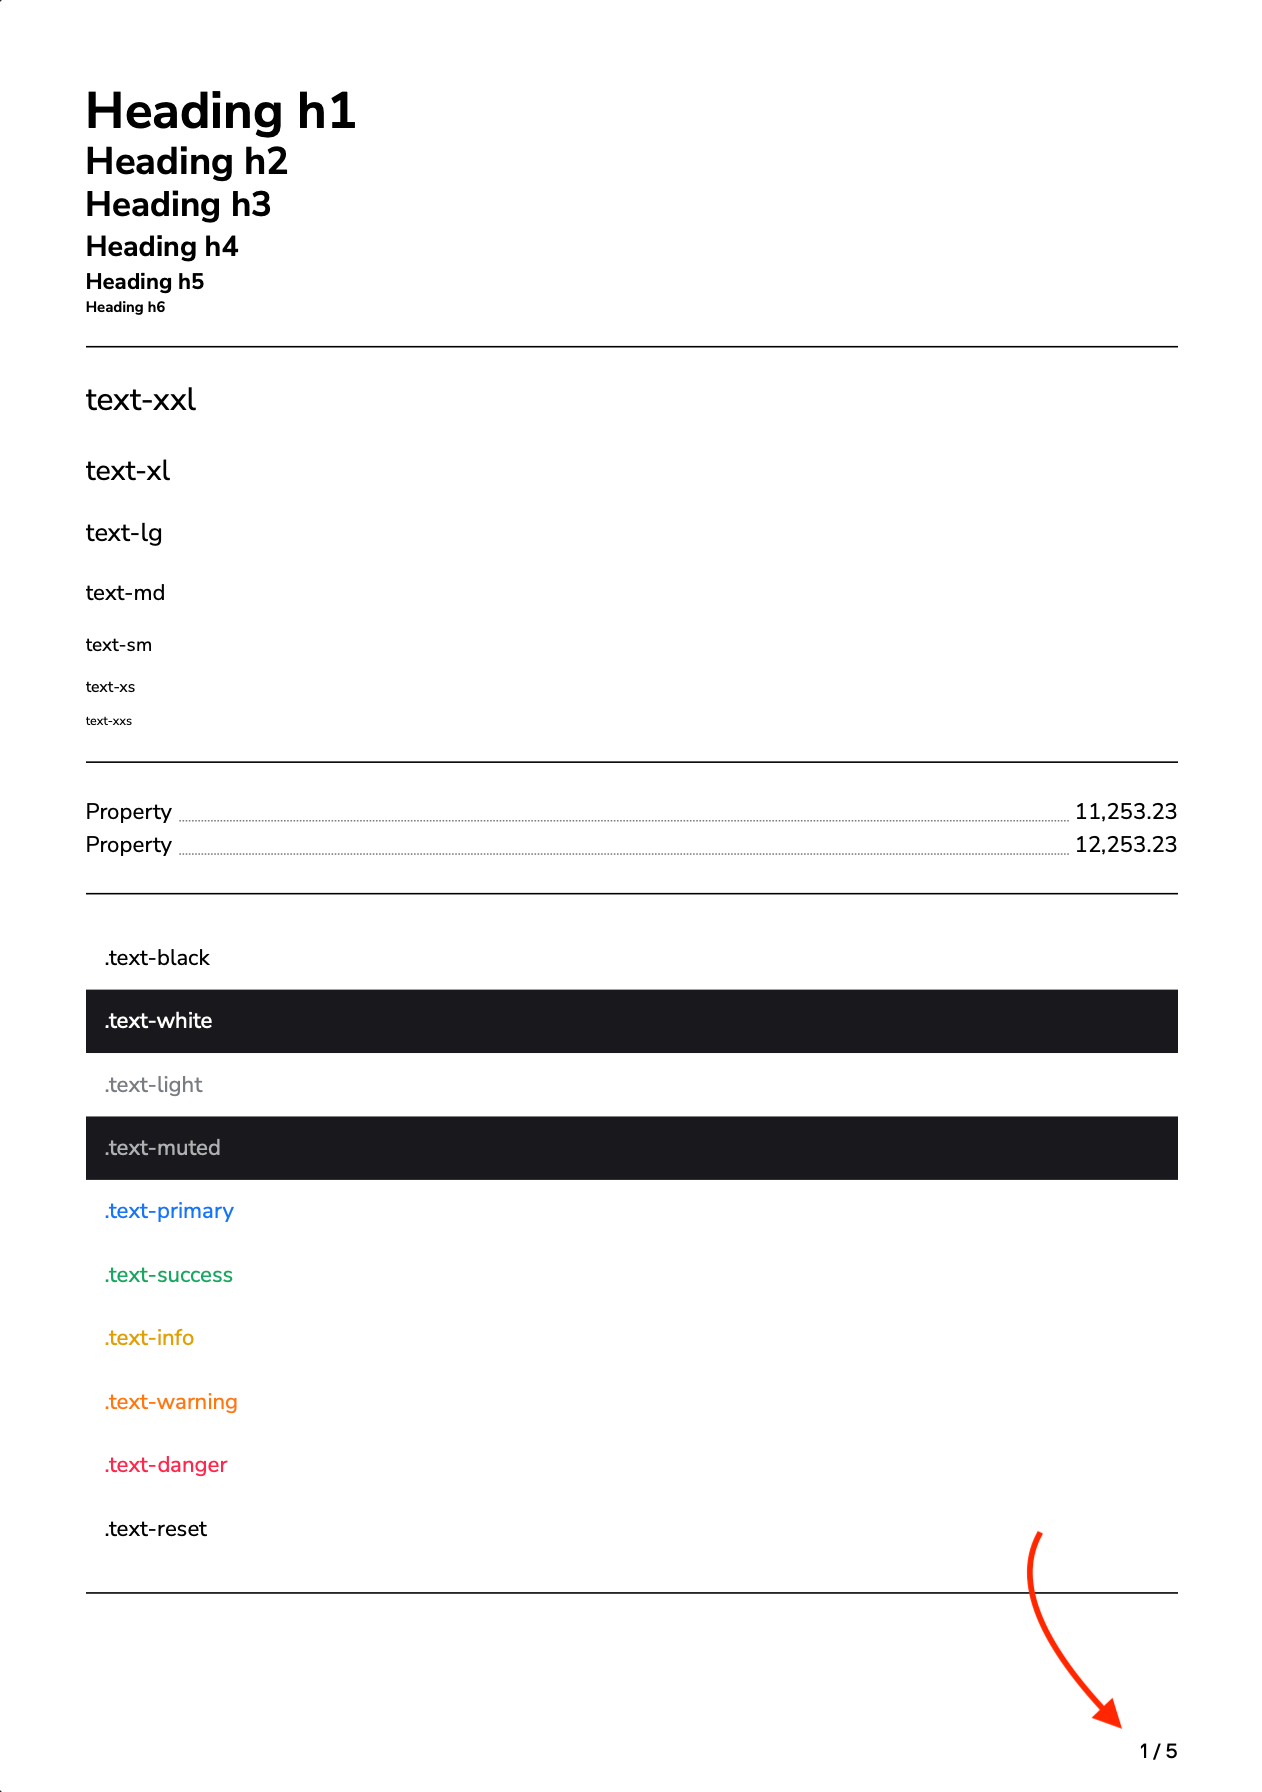 Heading h1
Heading h2
Heading h3
Heading h4
Heading h5
Heading h6
text-xxl
text-xl
text-lg
text-md
text-sm
text-xs
text-xxs
Property 11,253.23
Property 12,253.23
.text-black
.text-white
.text-light
.text-muted
.text-primary
.text-success
.text-info
.text-warning
.text-danger
.text-reset
1 / 5